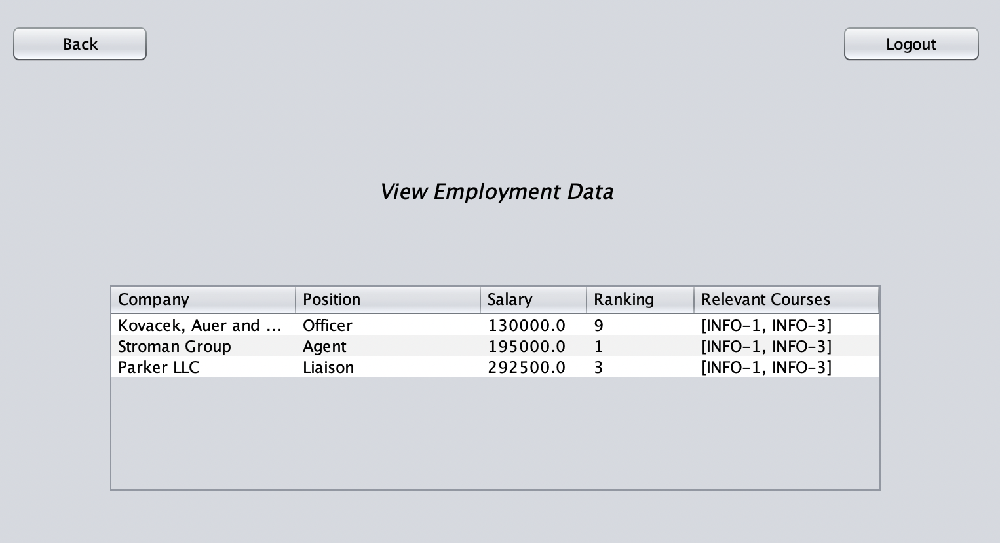 Back
Logout
View Employment Data
Company Position Salary Ranking Relevant Courses
Kovacek, Auer and ... Officer 130000.0 9 [INFO-1, INFO-3]
Stroman Group Agent 195000.0 1 [INFO-1, INFO-3]
Parker LLC Liaison 292500.0 3 [INFO-1, INFO-3]